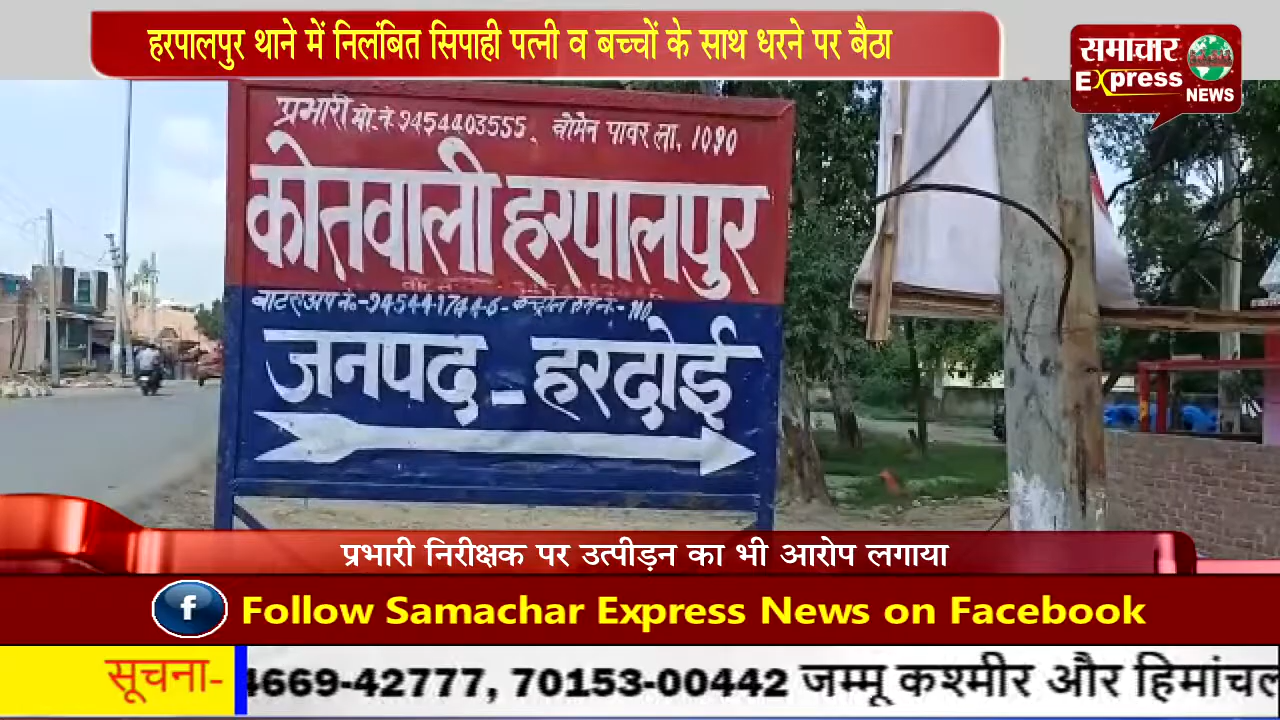 हरपालपुर थाने में निलंबित सिपाही पत्नी व बच्चों के साथ धरने पर बैठा
समाचार
Express
NEWS
प्रभारी मो.नं. 9454403555, वोमेन पावर ला. 1090
कोतवाली हरपालपुर
जनपद - हरदोई
प्रभारी निरीक्षक पर उत्पीड़न का भी आरोप लगाया
f Follow Samachar Express News on Facebook
सूचना- 4669-42777, 70153-00442 जम्मू कश्मीर और हिमांचल